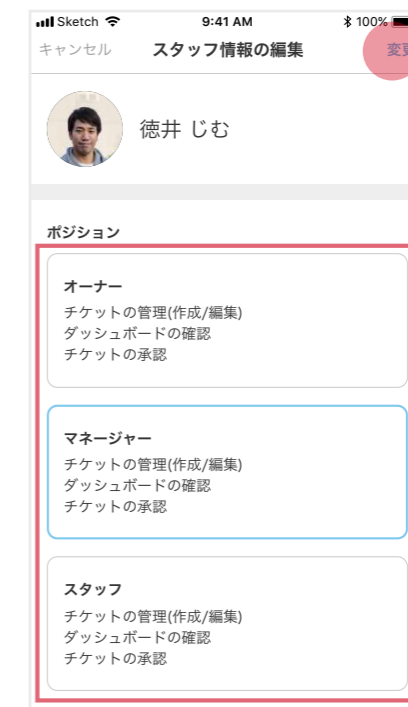 Sketch 9:41 AM 100%
キャンセル スタッフ情報の編集 変更
徳井 じむ
ポジション
オーナー
チケットの管理(作成/編集)
ダッシュボードの確認
チケットの承認
マネージャー
チケットの管理(作成/編集)
ダッシュボードの確認
チケットの承認
スタッフ
チケットの管理(作成/編集)
ダッシュボードの確認
チケットの承認